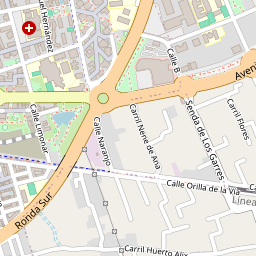 uel Hernández
Calle B
Aven
Calle Limonar
Calle Naranjo
Carril Nene de Ana
Senda de Los Garres
Carril Flores
Calle Orilla de la Vía
Línea
Ronda Sur
Carril Huerto Alix